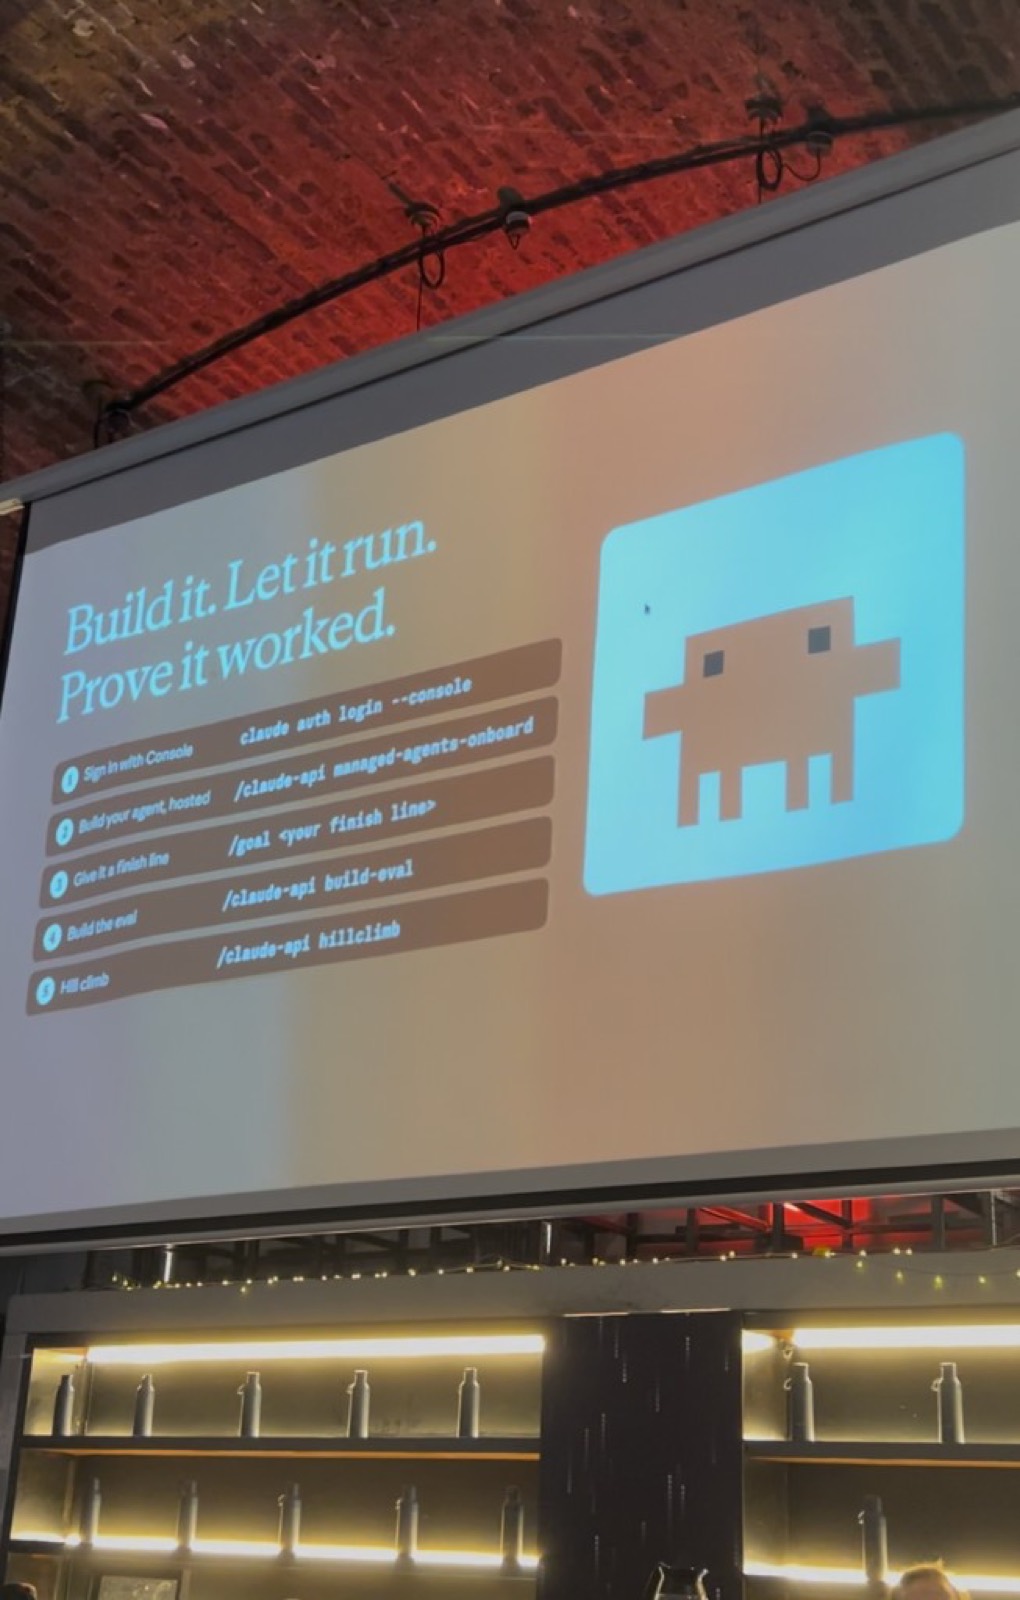 Build it. Let it run.
Prove it worked.
1 Sign in with Console claude auth login --console
2 Build your agent, hosted /claude-api managed-agents-onboard
3 Give it a finish line /goal <your finish line>
4 Build the eval /claude-api build-eval
5 Hill climb /claude-api hillclimb